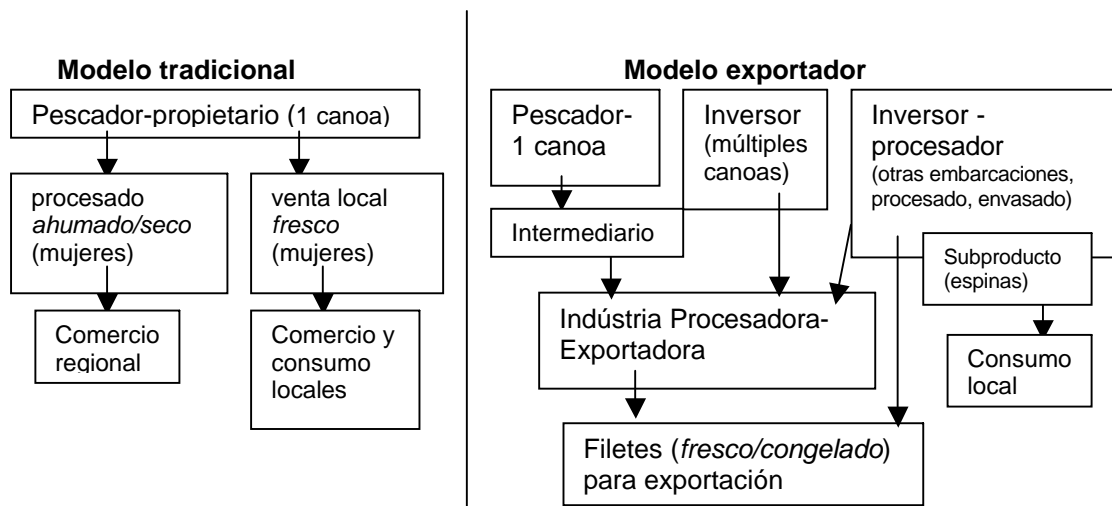 Modelo tradicional
Pescador-propietario (1 canoa)
procesado
ahumado/seco
(mujeres)
venta local
fresco
(mujeres)
Comercio
regional
Comercio y
consumo
locales
Modelo exportador
Pescador-
1 canoa
Inversor
(múltiples
canoas)
Inversor -
procesador
(otras embarcaciones,
procesado, envasado)
Intermediario
Subproducto
(espinas)
Indústria Procesadora-
Exportadora
Consumo
local
Filetes (fresco/congelado)
para exportación